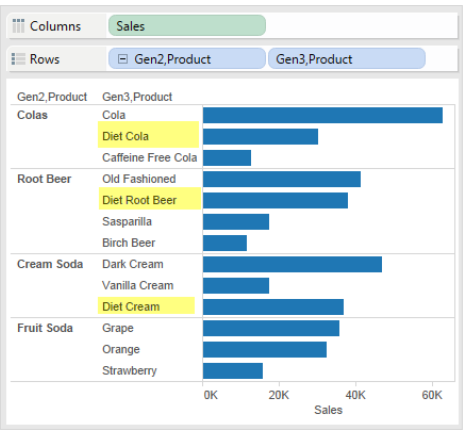 Columns Sales
Rows Gen2,Product Gen3,Product
Gen2,Product Gen3,Product
Colas Cola
Diet Cola
Caffeine Free Cola
Root Beer Old Fashioned
Diet Root Beer
Sasparilla
Birch Beer
Cream Soda Dark Cream
Vanilla Cream
Diet Cream
Fruit Soda Grape
Orange
Strawberry
0K 20K 40K 60K
Sales